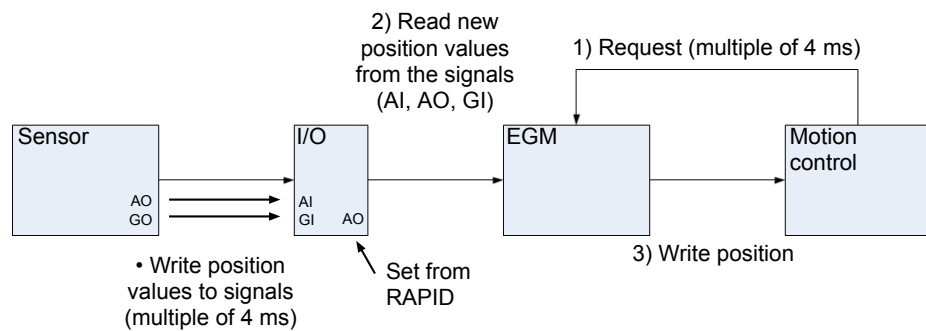 2) Read new
position values
from the signals
(AI, AO, GI)
1) Request (multiple of 4 ms)
Sensor
I/O
EGM
Motion
control
AO
GO
AI
GI
AO
3) Write position
• Write position
values to signals
(multiple of 4 ms)
Set from
RAPID